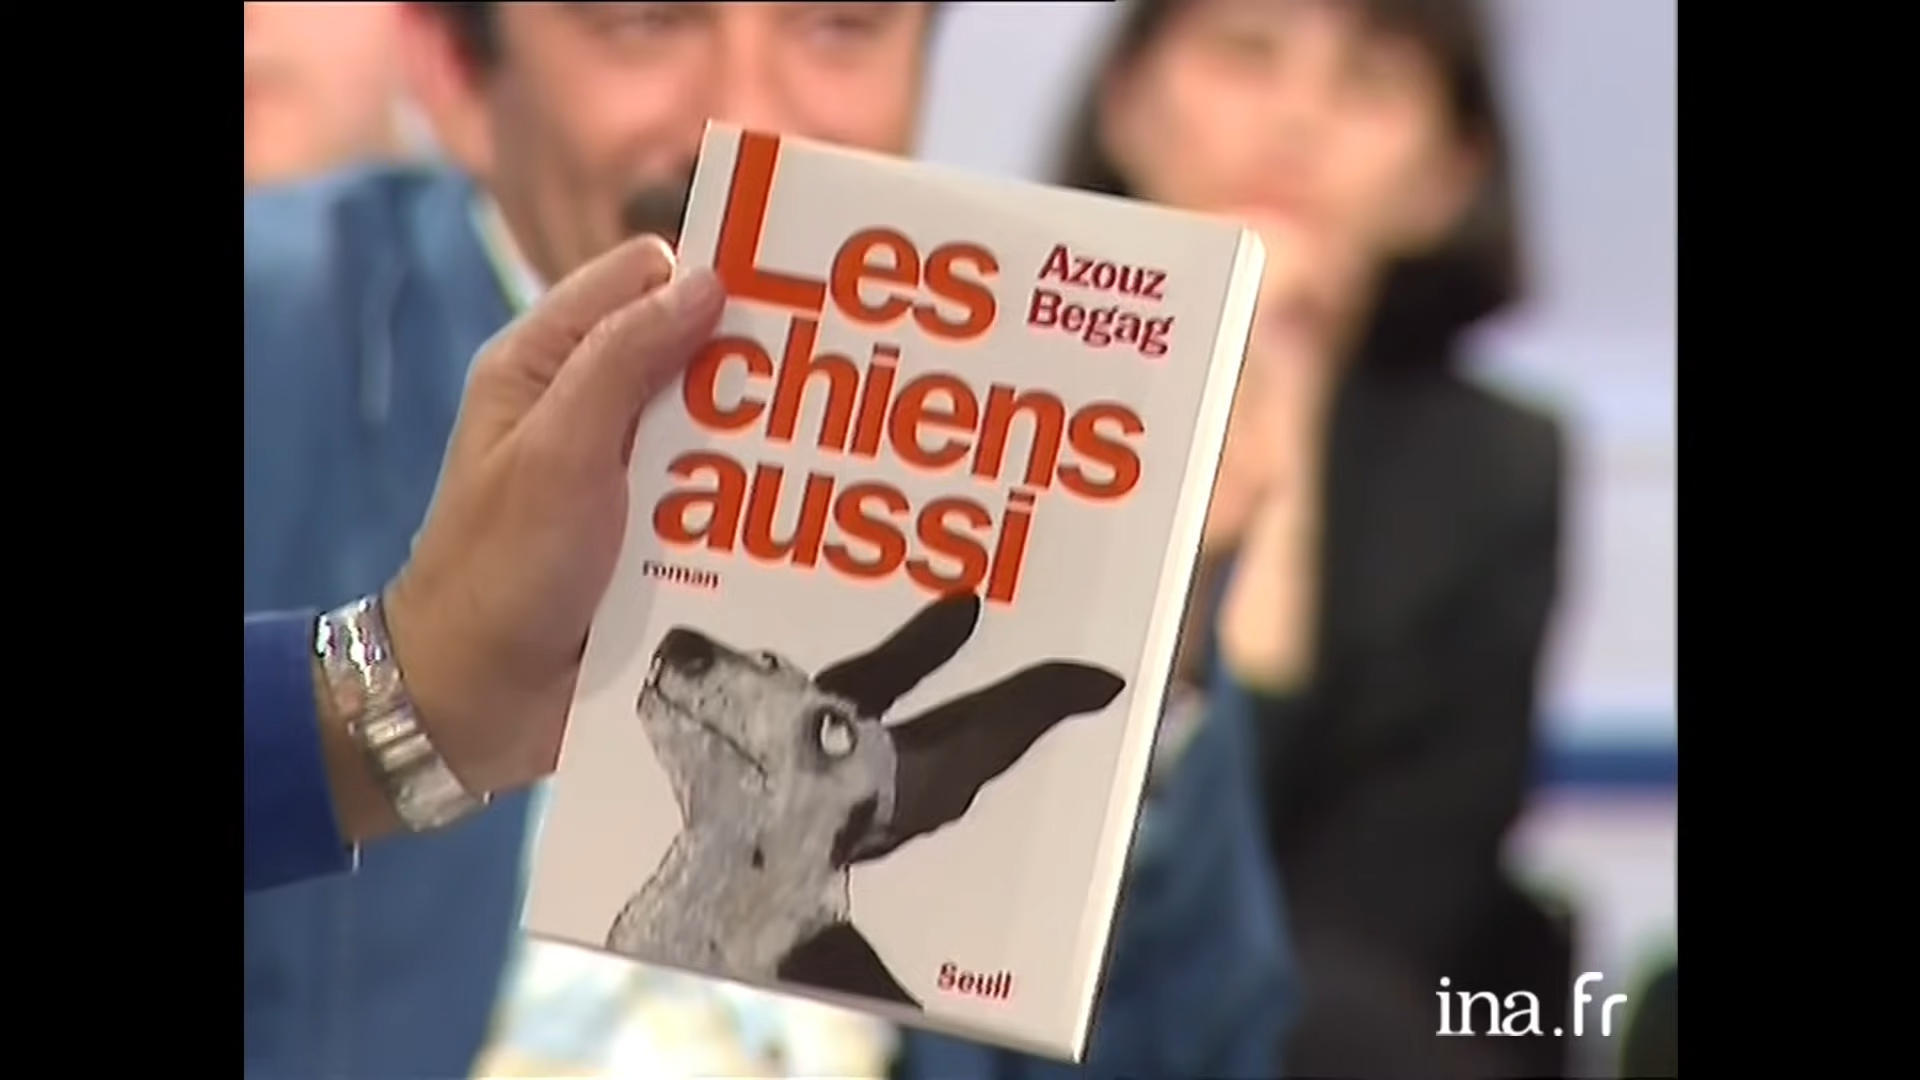 Les
chiens
aussi
Azouz
Begag
roman
Seuil
ina.fr